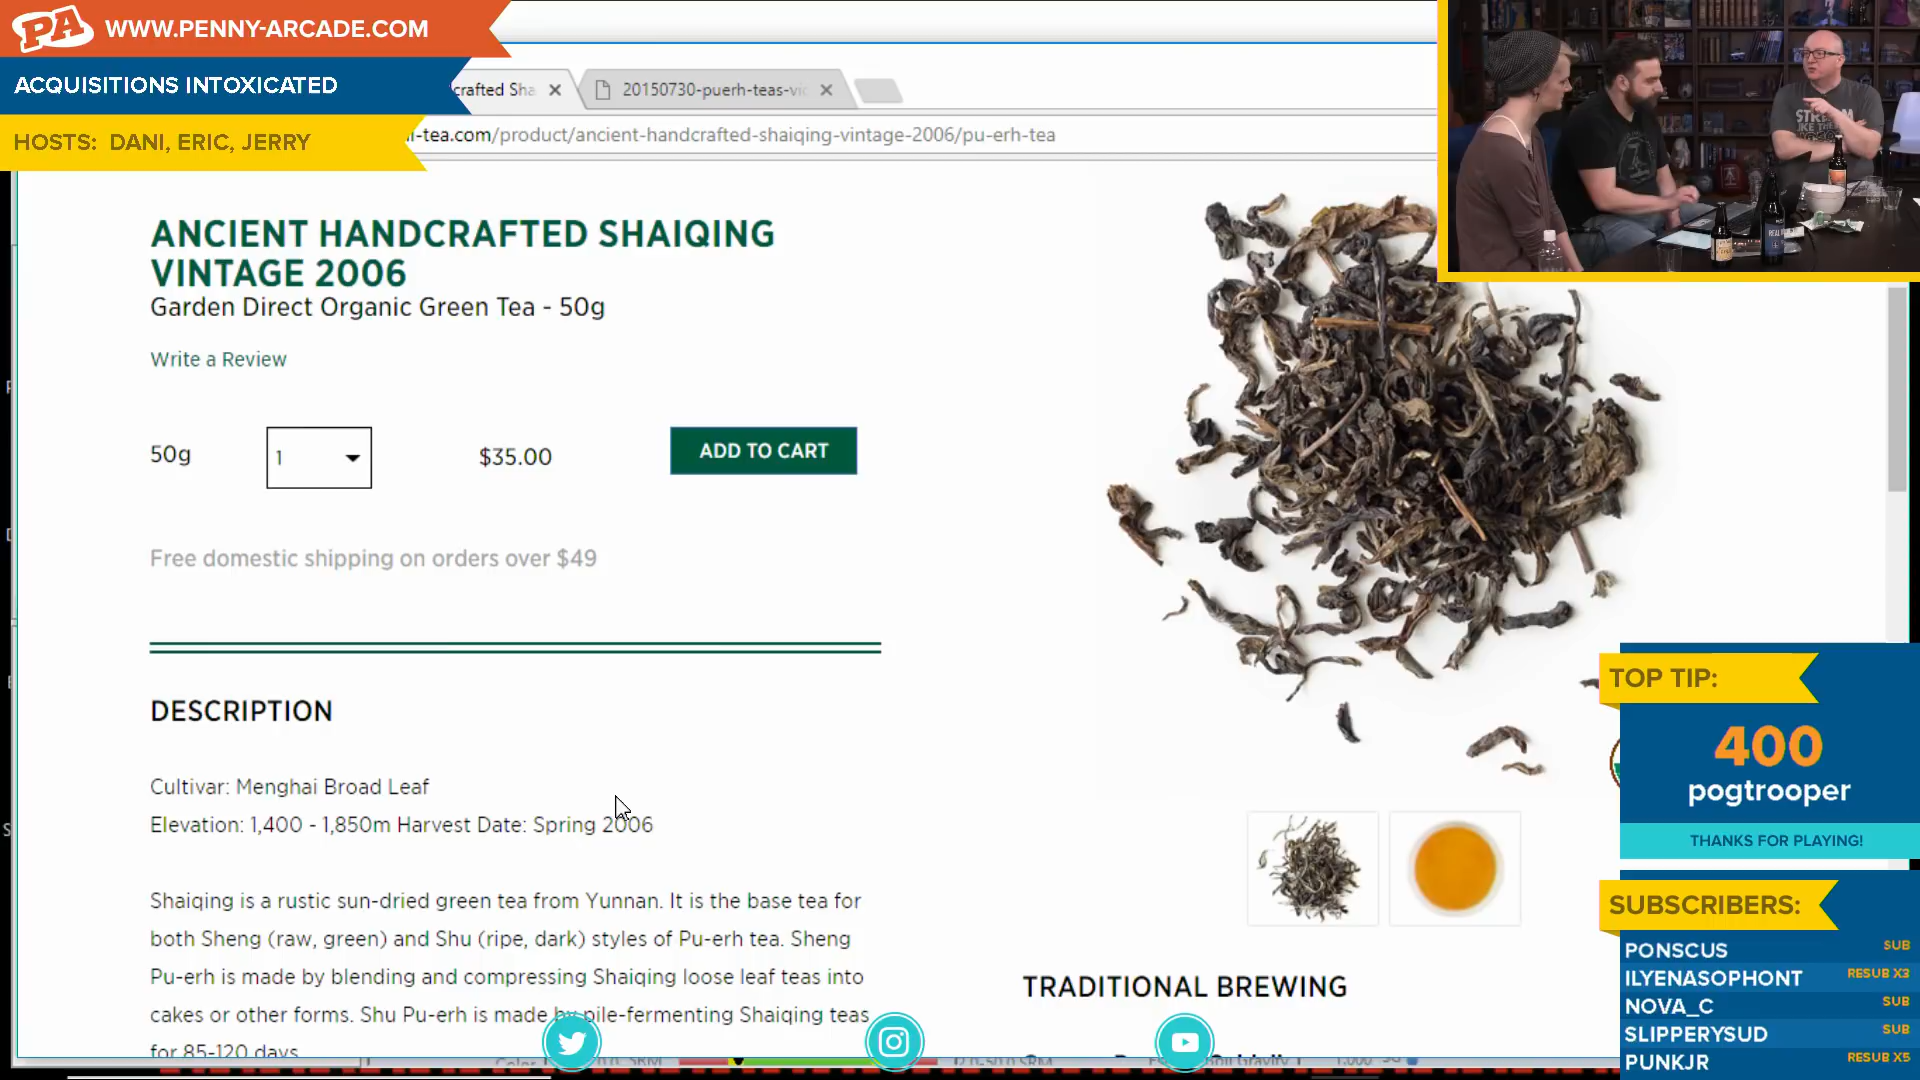 PA WWW.PENNY-ARCADE.COM
ACQUISITIONS INTOXICATED
HOSTS: DANI, ERIC, JERRY
crafted Sha
20150730-puerh-teas-vi
-tea.com/product/ancient-handcrafted-shaiqing-vintage-2006/pu-erh-tea
ANCIENT HANDCRAFTED SHAIQING
VINTAGE 2006
Garden Direct Organic Green Tea - 50g
Write a Review
50g
1
$35.00
ADD TO CART
Free domestic shipping on orders over $49
DESCRIPTION
Cultivar: Menghai Broad Leaf
Elevation: 1,400 - 1,850m Harvest Date: Spring 2006
Shaiqing is a rustic sun-dried green tea from Yunnan. It is the base tea for
both Sheng (raw, green) and Shu (ripe, dark) styles of Pu-erh tea. Sheng
Pu-erh is made by blending and compressing Shaiqing loose leaf teas into
cakes or other forms. Shu Pu-erh is made by pile-fermenting Shaiqing teas
for 85-120 days
TRADITIONAL BREWING
TOP TIP:
400
pogtrooper
THANKS FOR PLAYING!
SUBSCRIBERS:
PONSCUS SUB
ILYENASOPHONT RESUB X3
NOVA_C SUB
SLIPPERYSUD SUB
PUNKJR RESUB X5